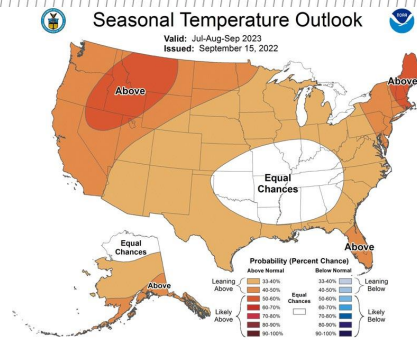 Seasonal Temperature Outlook
Valid: Jul-Aug-Sep 2023
Issued: September 15, 2022
NOAA
Above
Above
Equal
Chances
Above
Equal
Chances
Above
Probability (Percent Chance)
Above Normal
Below Normal
Leaning
Above
33-40%
40-50%
50-60%
60-70%
70-80%
80-90%
90-100%
Likely
Above
Equal
Chances
33-40%
40-50%
50-60%
60-70%
70-80%
80-90%
90-100%
Leaning
Below
Likely
Below